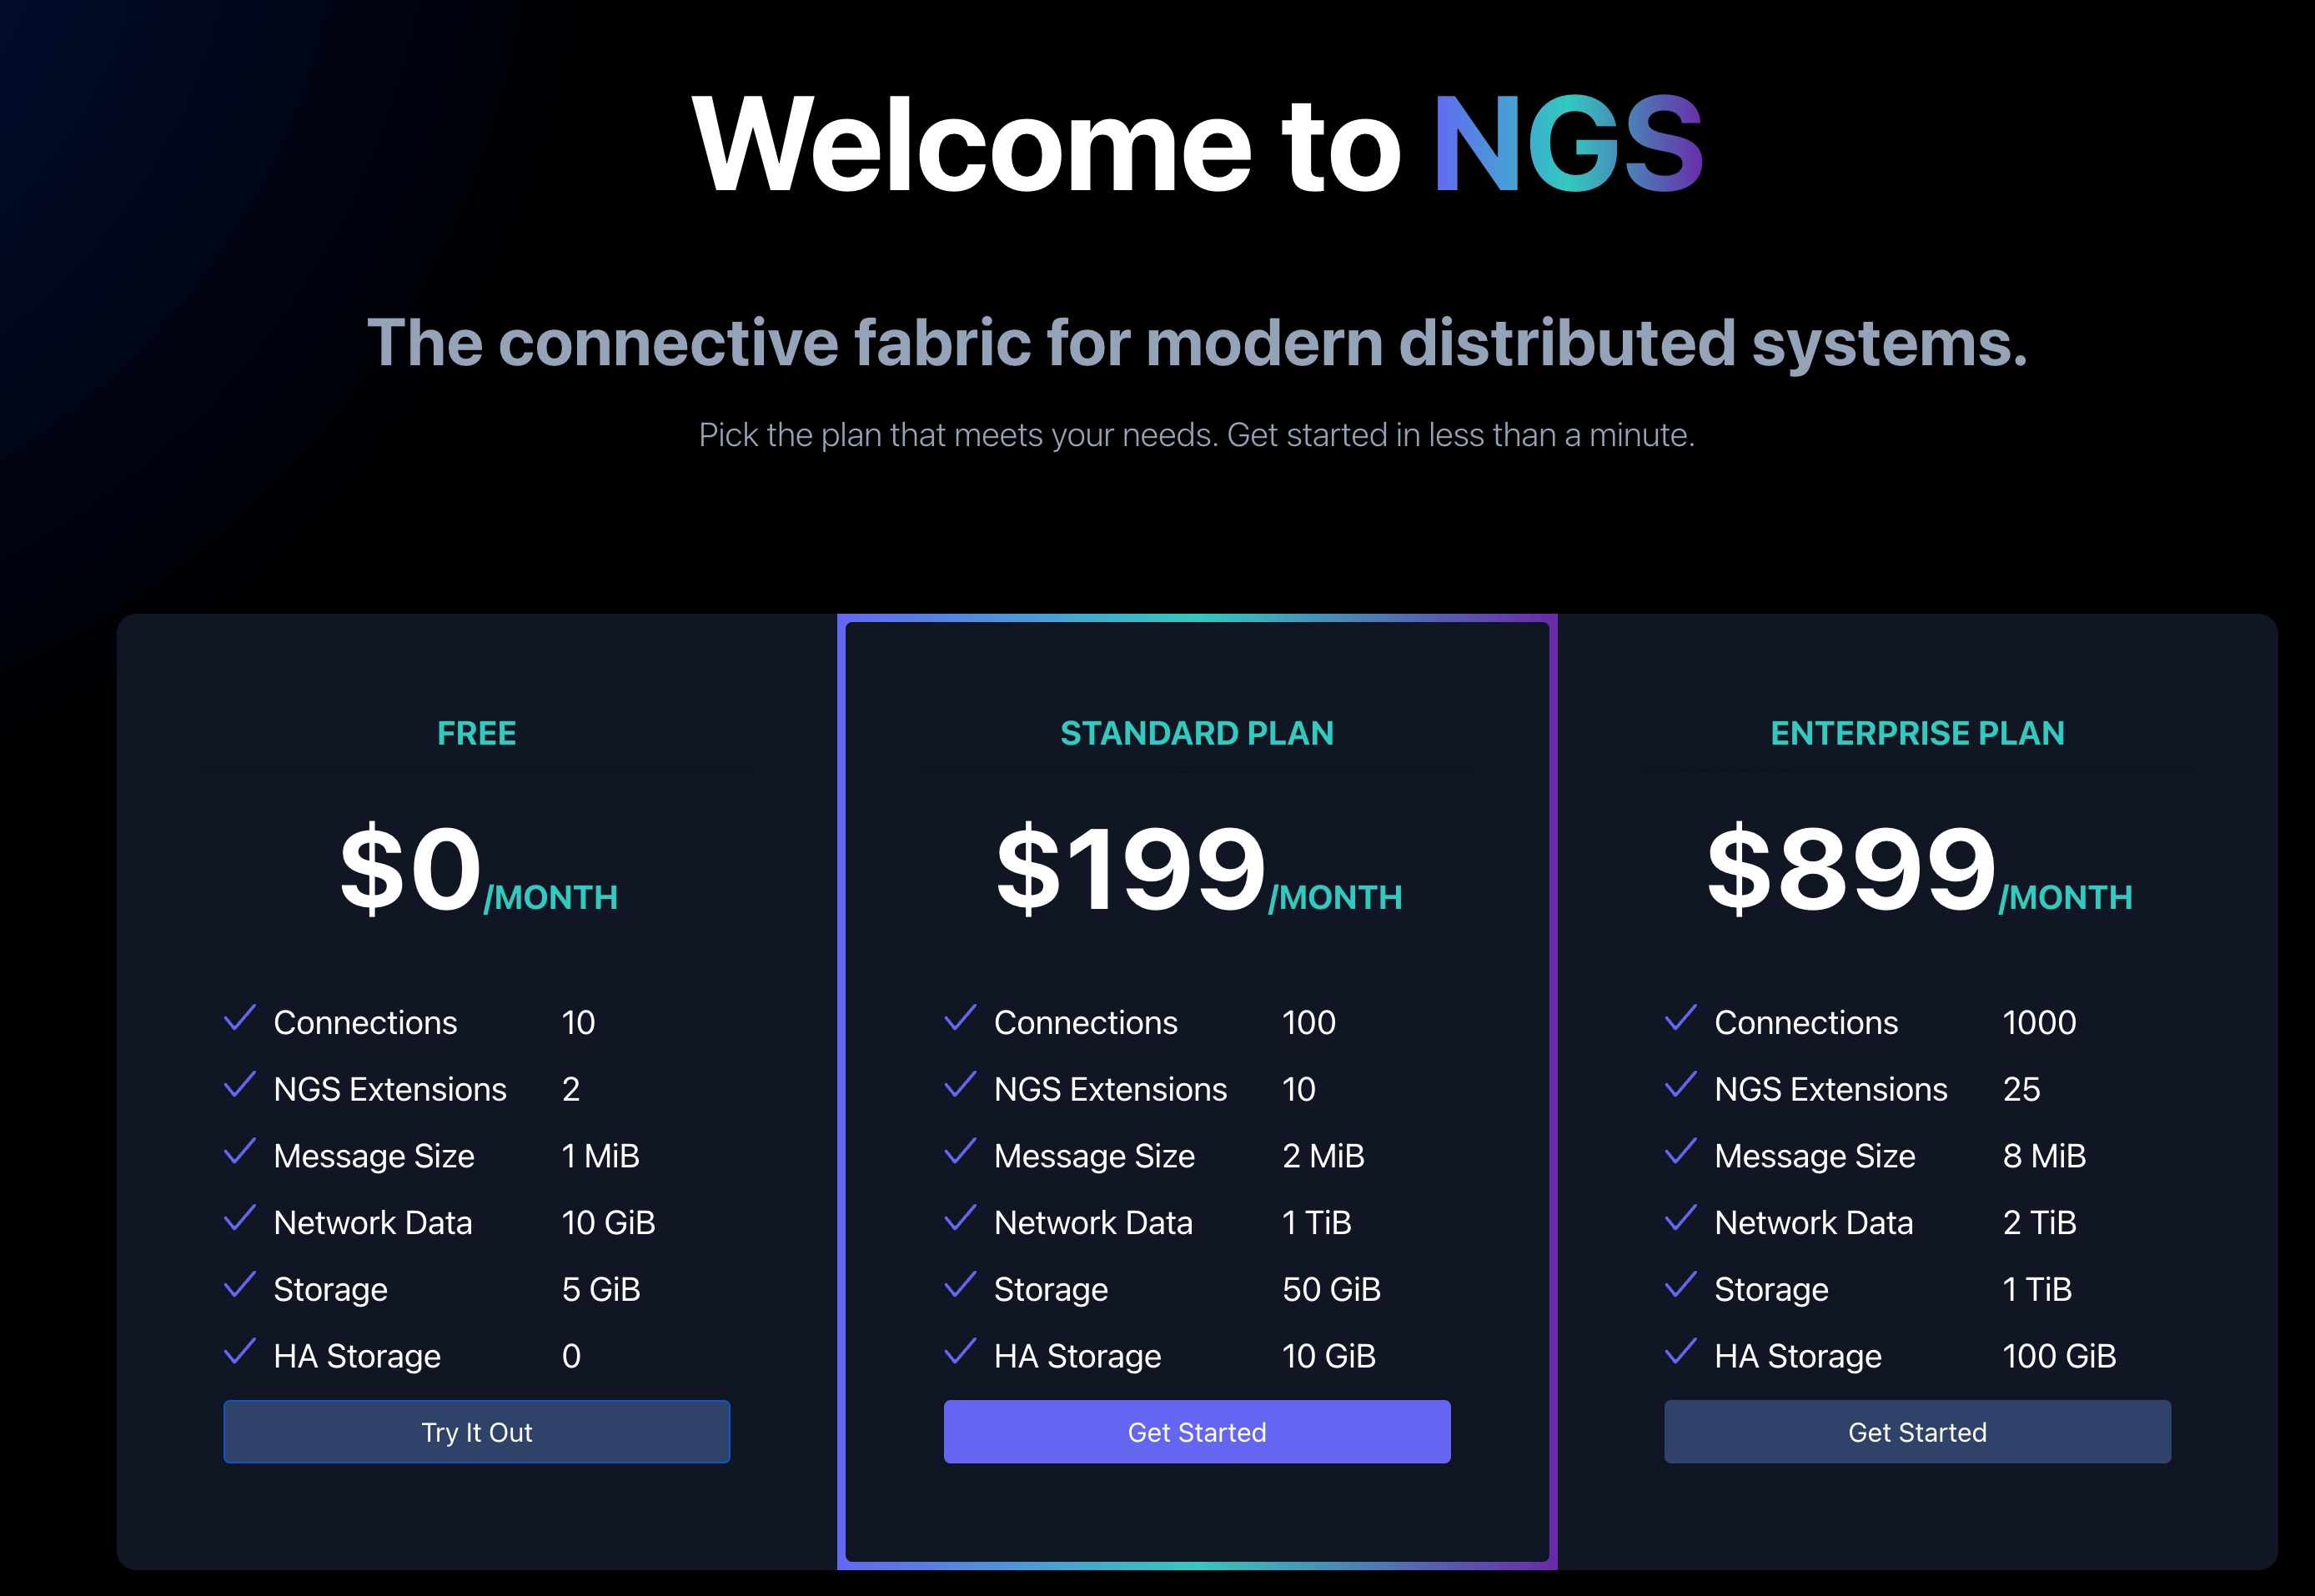 Welcome to NGS
The connective fabric for modern distributed systems.
Pick the plan that meets your needs. Get started in less than a minute.
FREE
$0/MONTH
Connections 10
NGS Extensions 2
Message Size 1 MiB
Network Data 10 GiB
Storage 5 GiB
HA Storage 0
Try It Out
STANDARD PLAN
$199/MONTH
Connections 100
NGS Extensions 10
Message Size 2 MiB
Network Data 1 TiB
Storage 50 GiB
HA Storage 10 GiB
Get Started
ENTERPRISE PLAN
$899/MONTH
Connections 1000
NGS Extensions 25
Message Size 8 MiB
Network Data 2 TiB
Storage 1 TiB
HA Storage 100 GiB
Get Started